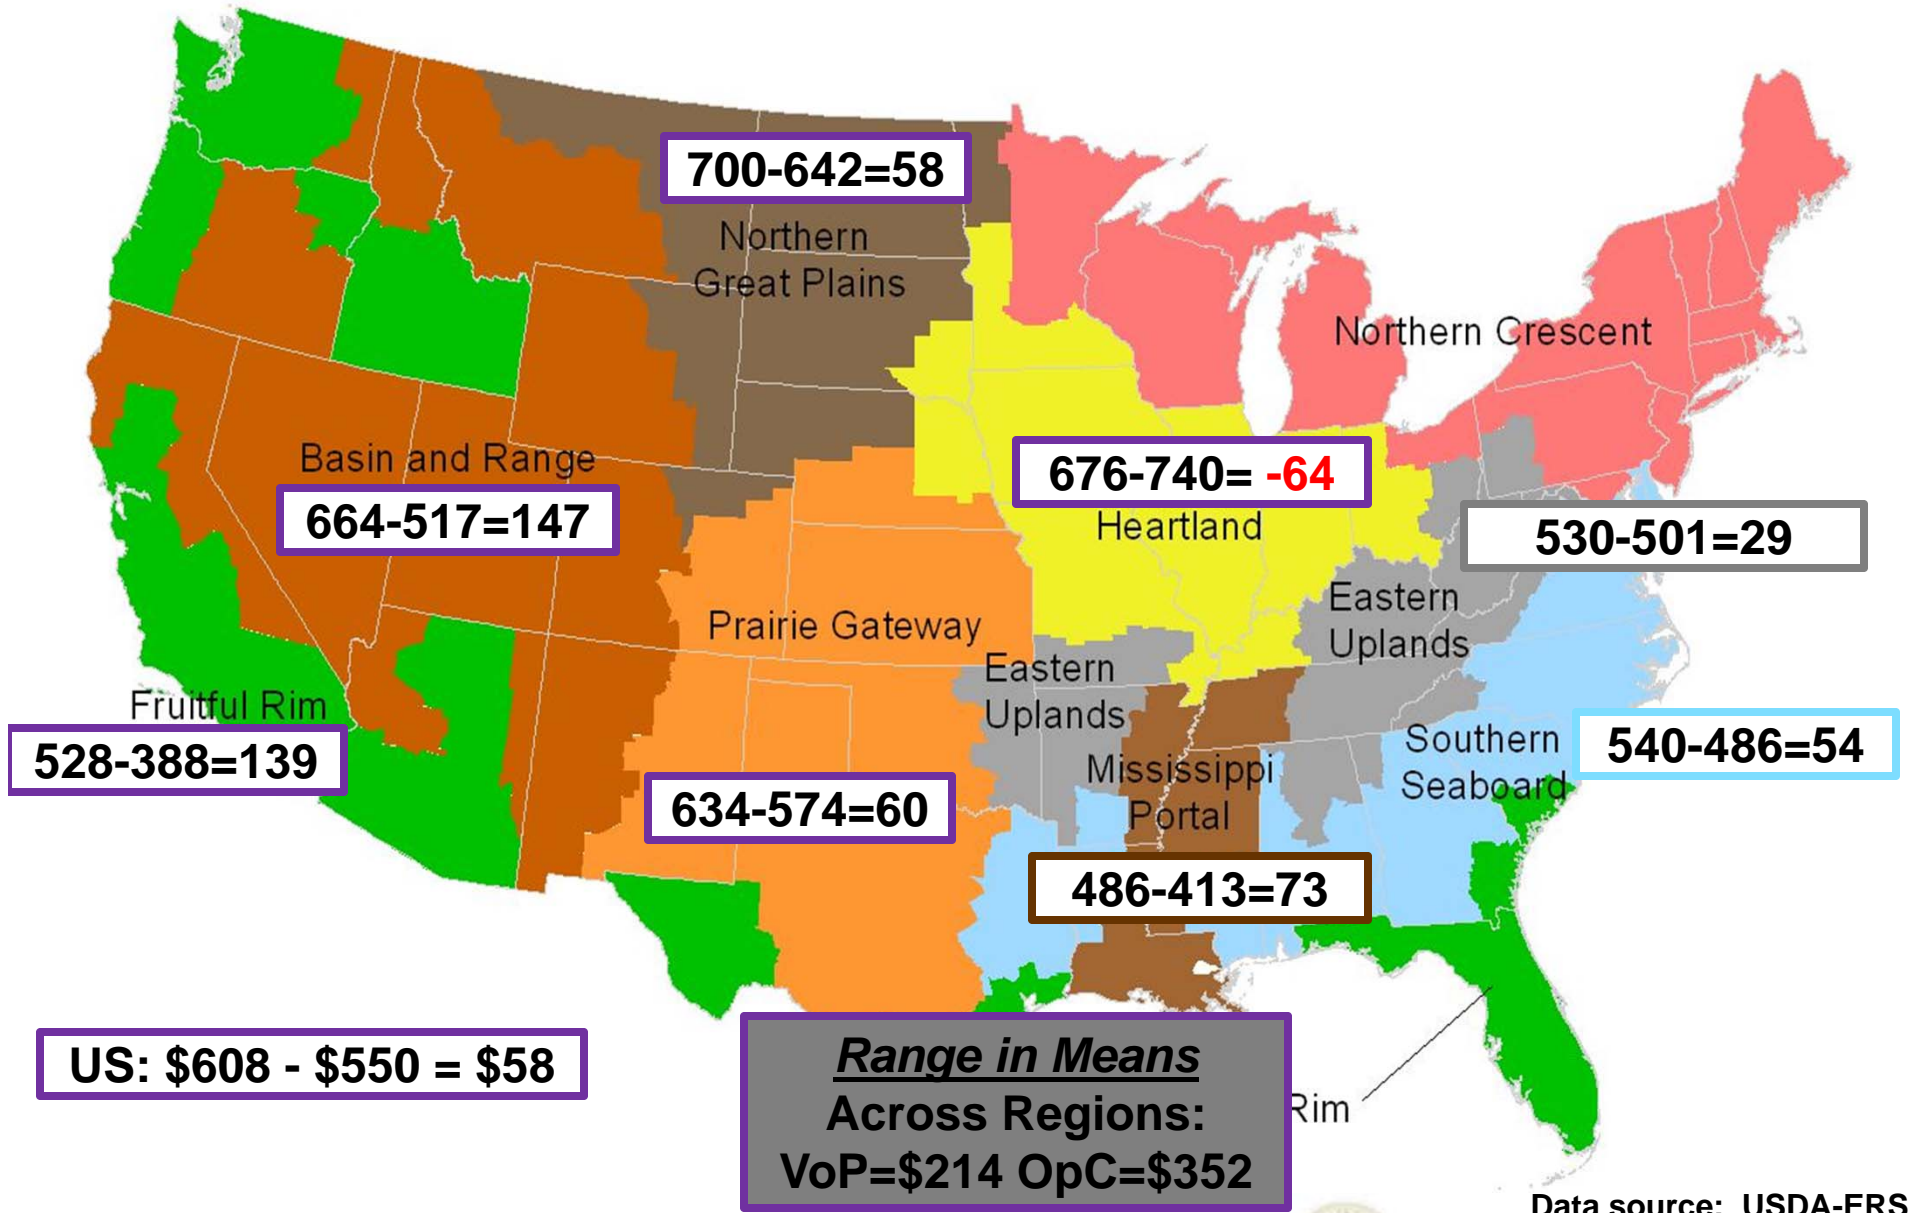 700-642=58
Northern
Great Plains
Northern Crescent
Basin and Range
664-517=147
676-740= -64
Heartland
530-501=29
Eastern
Uplands
Prairie Gateway
Eastern
Uplands
Fruitful Rim
528-388=139
Southern
Seaboard
540-486=54
Mississippi
Portal
634-574=60
486-413=73
US: $608 - $550 = $58
Range in Means
Across Regions:
VoP=$214 OpC=$352
Rim
Data source: USDA-ERS